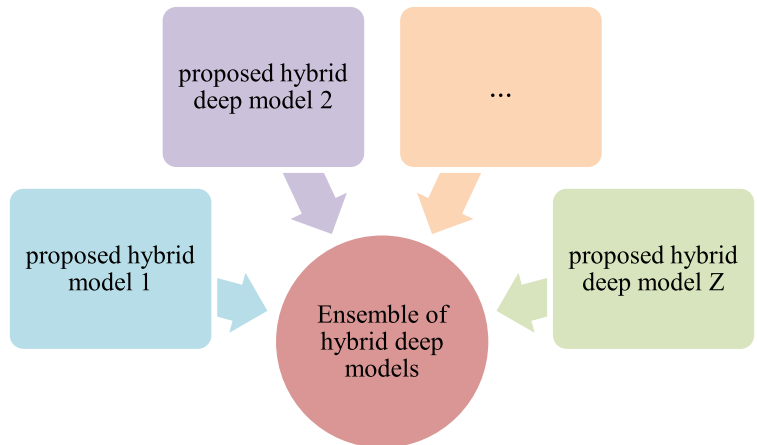 proposed hybrid
deep model 2
...
proposed hybrid
model 1
proposed hybrid
deep model Z
Ensemble of
hybrid deep
models